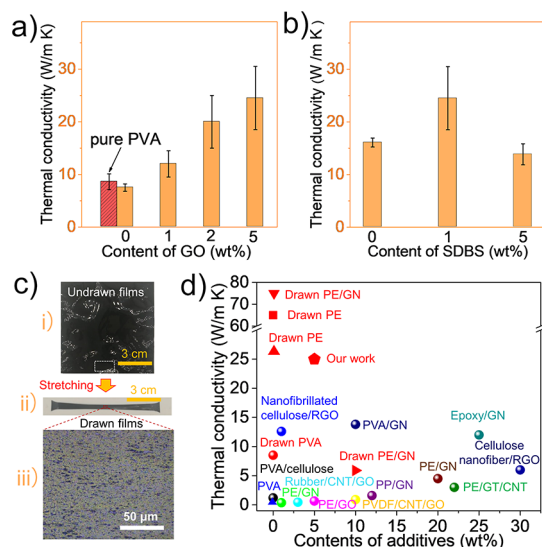 a)
Thermal conductivity (W/m K)
30
20
10
0
pure PVA
0 1 2 5
Content of GO (wt%)
b)
Thermal conductivity (W /m K)
30
20
10
0
0 1 5
Content of SDBS (wt%)
c)
Undrawn films
i)
3 cm
Stretching
3 cm
ii)
Drawn films
iii)
50 µm
d)
Thermal conductivity (W/m K)
80
70
60
25
20
15
10
5
0
Drawn PE/GN
Drawn PE
Drawn PE
Our work
Nanofibrillated
cellulose/RGO
PVA/GN
Epoxy/GN
Drawn PVA
Drawn PE/GN
Cellulose
nanofiber/RGO
PVA/cellulose
Rubber/CNT/GO
PE/GN
PVA
PE/GN
PP/GN
PE/GT/CNT
PE/GO
PVDF/CNT/GO
0 5 10 15 20 25 30
Contents of additives (wt%)